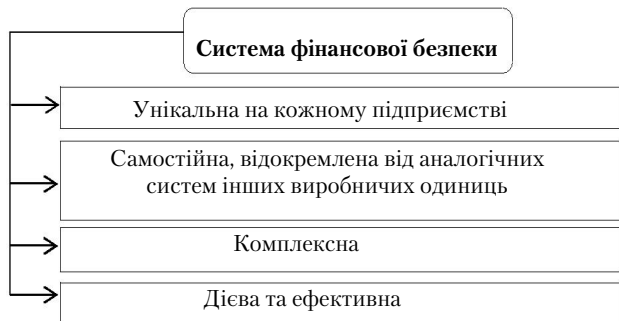 Система фінансової безпеки
Унікальна на кожному підприємстві
Самостійна, відокремлена від аналогічних
систем інших виробничих одиниць
Комплексна
Дієва та ефективна